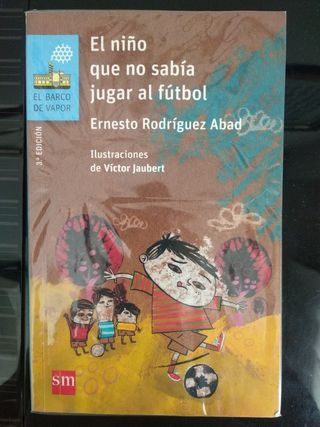 El niño
que no sabía
jugar al fútbol
Ernesto Rodríguez Abad
Ilustraciones
de Víctor Jaubert
EL BARCO
DE VAPOR
3.ª EDICIÓN
sm